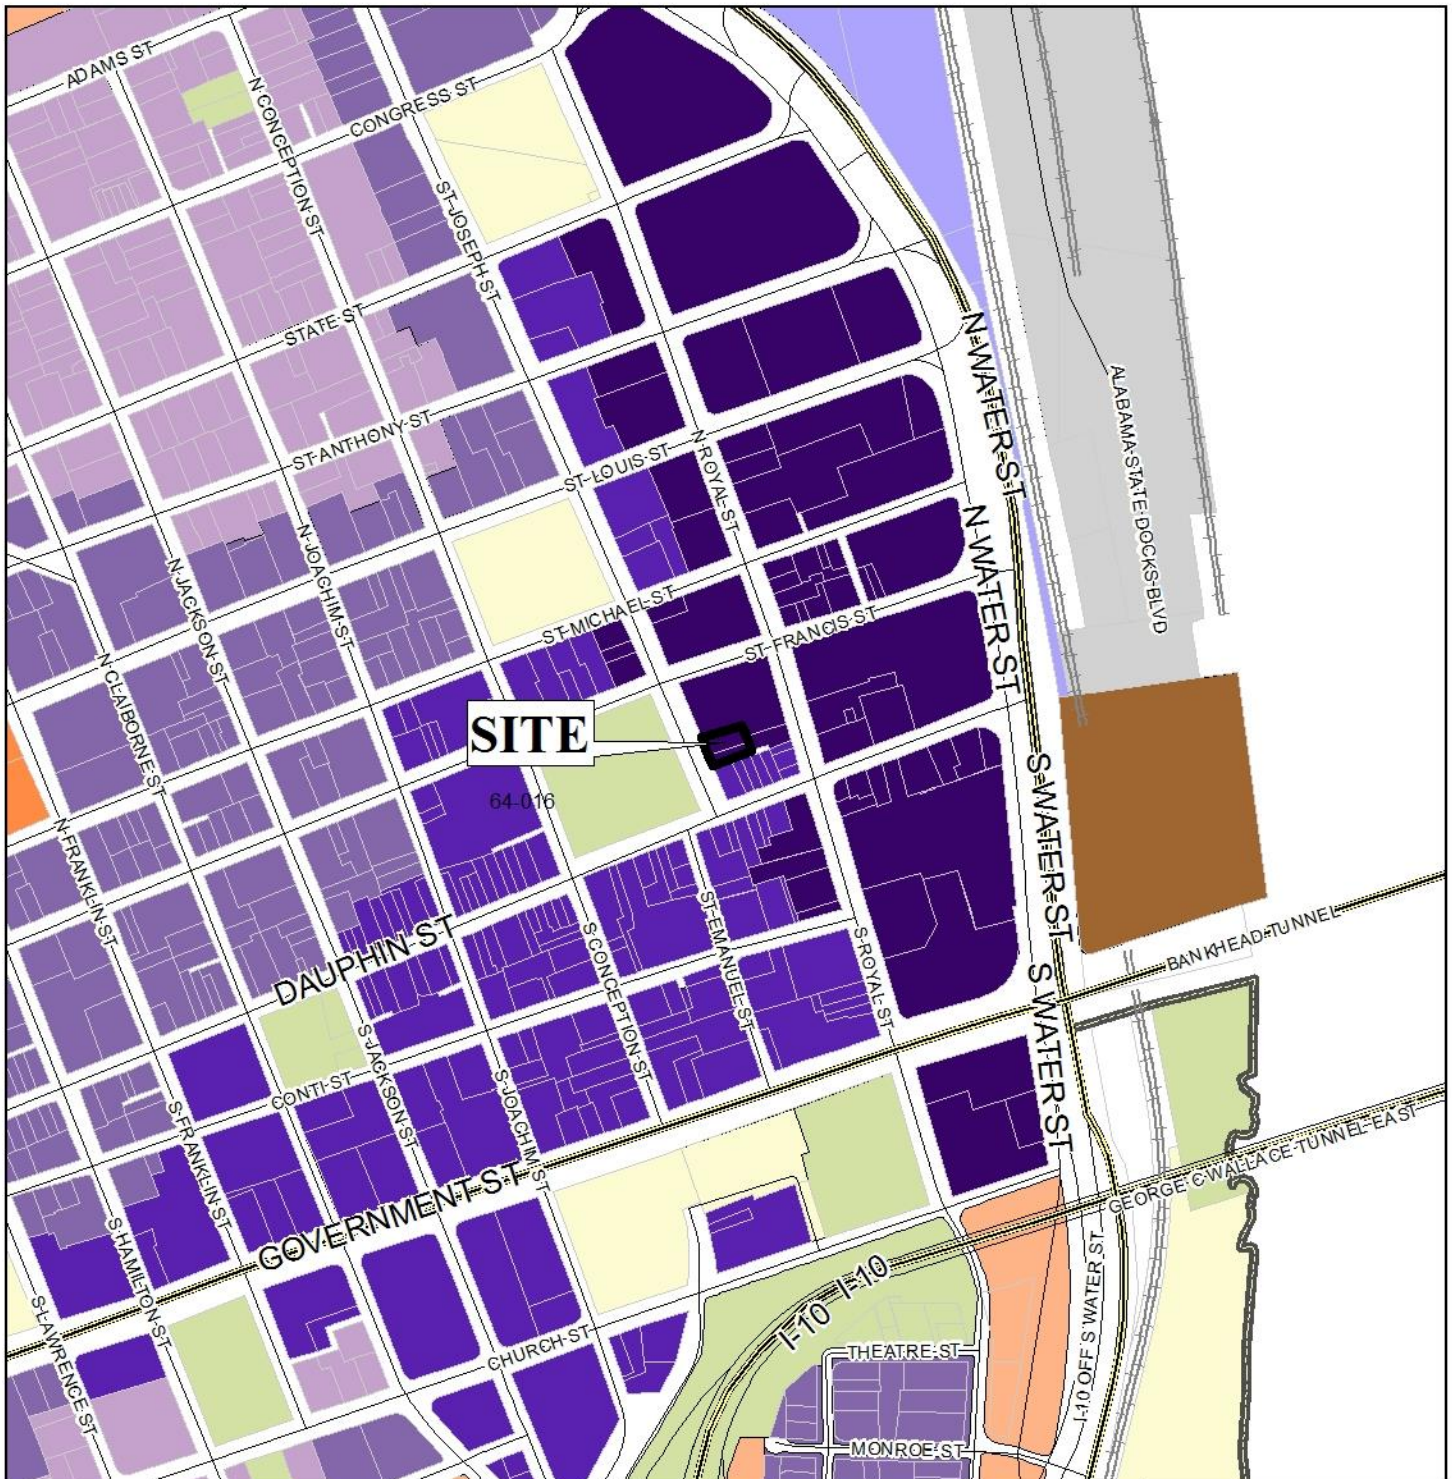 ADAMS ST
N CONCEPTION ST
CONGRESS ST
ST JOSEPH ST
STATE ST
ST ANTHONY ST
ST LOUIS ST
N ROYAL ST
N WATER ST
N WATER ST
ALABAMA STATE DOCKS BLVD
N JOACHIM ST
N JACKSON ST
N CLAIBORNE ST
ST MICHAEL ST
ST FRANCIS ST
SITE
64-016
N FRANKLIN ST
DAUPHIN ST
S CONCEPTION ST
ST EMANUEL ST
S ROYAL ST
S WATER ST
S WATER ST
BANKHEAD TUNNEL
CONTI ST
S JACKSON ST
S JOACHIM ST
S FRANKLIN ST
S HAMILTON ST
S LAWRENCE ST
GOVERNMENT ST
GEORGE C WALLACE TUNNEL EAST
I-10
I-10
I-10 OFF S WATER ST
CHURCH ST
THEATRE ST
MONROE ST